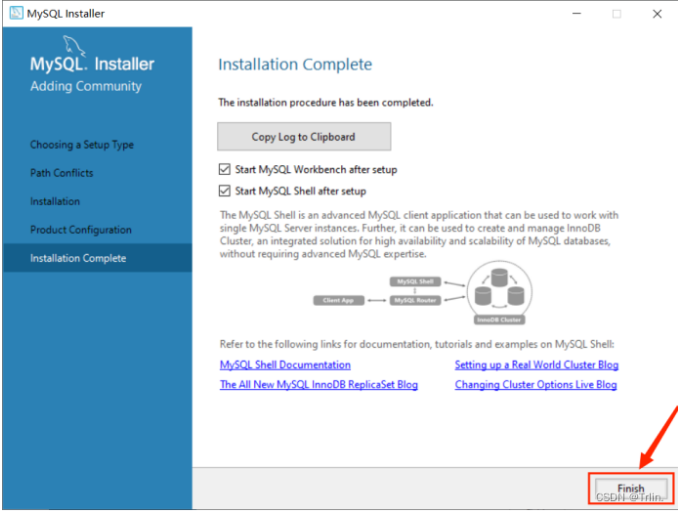 MySQL Installer
MySQL. Installer
Adding Community
Choosing a Setup Type
Path Conflicts
Installation
Product Configuration
Installation Complete
Installation Complete
The installation procedure has been completed.
Copy Log to Clipboard
Start MySQL Workbench after setup
Start MySQL Shell after setup
The MySQL Shell is an advanced MySQL client application that can be used to work with
single MySQL Server instances. Further, it can be used to create and manage InnoDB
Cluster, an integrated solution for high availability and scalability of MySQL databases,
without requiring advanced MySQL expertise.
MySQL Shell
Client App
MySQL Router
InnoDB Cluster
Refer to the following links for documentation, tutorials and examples on MySQL Shell:
MySQL Shell Documentation
Setting up a Real World Cluster Blog
The All New MySQL InnoDB ReplicaSet Blog
Changing Cluster Options Live Blog
Finish
CSDN @Trlin.